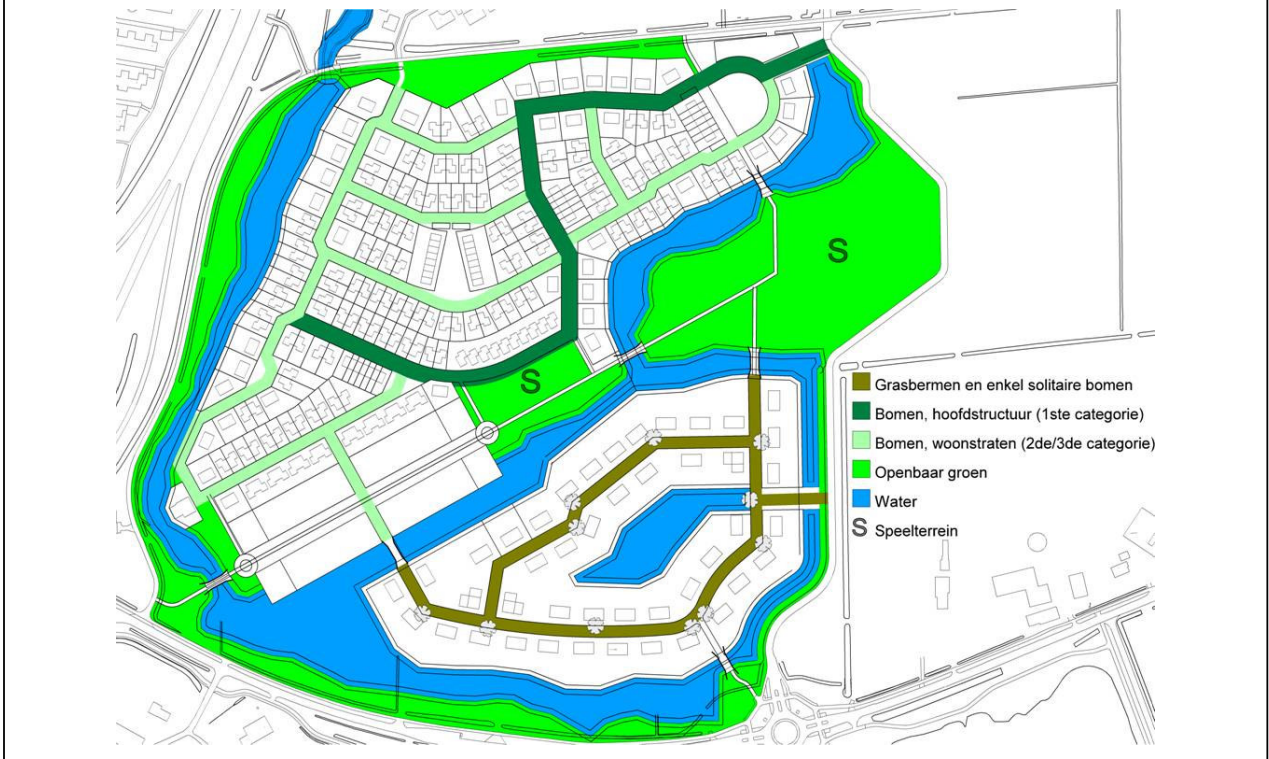 S
S
Grasbermen en enkel solitaire bomen
Bomen, hoofdstructuur (1ste categorie)
Bomen, woonstraten (2de/3de categorie)
Openbaar groen
Water
S Speelterrein